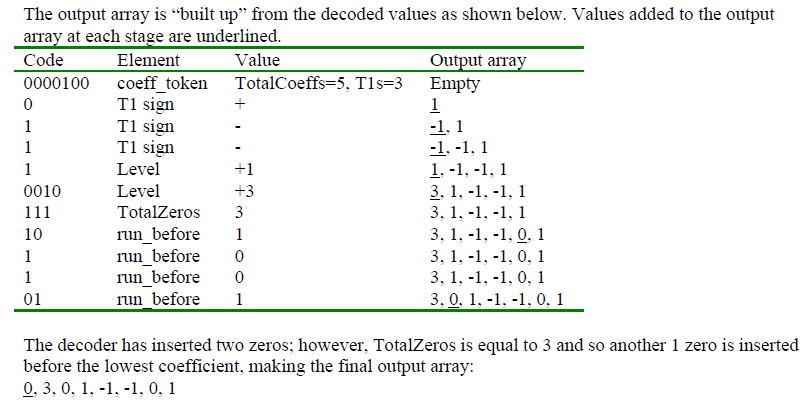 The output array is “built up” from the decoded values as shown below. Values added to the output
array at each stage are underlined.
Code Element Value Output array
0000100 coeff_token TotalCoeffs=5, T1s=3 Empty
0 T1 sign + 1
1 T1 sign - -1, 1
1 T1 sign - -1, -1, 1
1 Level +1 1, -1, -1, 1
0010 Level +3 3, 1, -1, -1, 1
111 TotalZeros 3 3, 1, -1, -1, 1
10 run_before 1 3, 1, -1, -1, 0, 1
1 run_before 0 3, 1, -1, -1, 0, 1
1 run_before 0 3, 1, -1, -1, 0, 1
01 run_before 1 3, 0, 1, -1, -1, 0, 1
The decoder has inserted two zeros; however, TotalZeros is equal to 3 and so another 1 zero is inserted
before the lowest coefficient, making the final output array:
0, 3, 0, 1, -1, -1, 0, 1